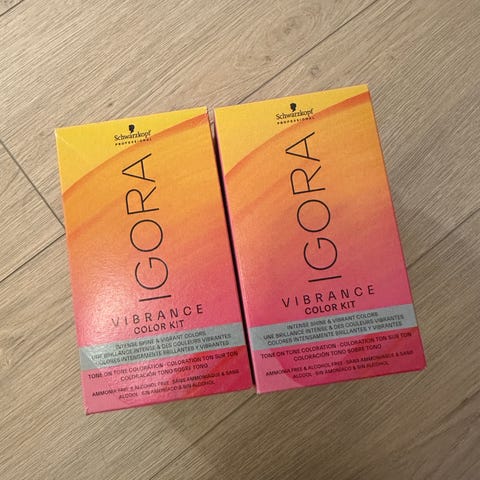 Schwarzkopf
PROFESSIONAL
IGORA
VIBRANCE
COLOR KIT
INTENSE SHINE & VIBRANT COLORS
UNE BRILLANCE INTENSE & DES COULEURS VIBRANTES
COLORES INTENSAMENTE BRILLANTES Y VIBRANTES
TONE ON TONE COLORATION · COLORATION TON SUR TON
COLORACIÓN TONO SOBRE TONO
AMMONIA FREE & ALCOHOL FREE · SANS AMMONIAQUE & SANS
ALCOOL · SIN AMONÍACO & SIN ALCOHOL
Schwarzkopf
PROFESSIONAL
IGORA
VIBRANCE
COLOR KIT
INTENSE SHINE & VIBRANT COLORS
UNE BRILLANCE INTENSE & DES COULEURS VIBRANTES
COLORES INTENSAMENTE BRILLANTES Y VIBRANTES
TONE ON TONE COLORATION · COLORATION TON SUR TON
COLORACIÓN TONO SOBRE TONO
AMMONIA FREE & ALCOHOL FREE · SANS AMMONIAQUE & SANS
ALCOOL · SIN AMONÍACO & SIN ALCOHOL